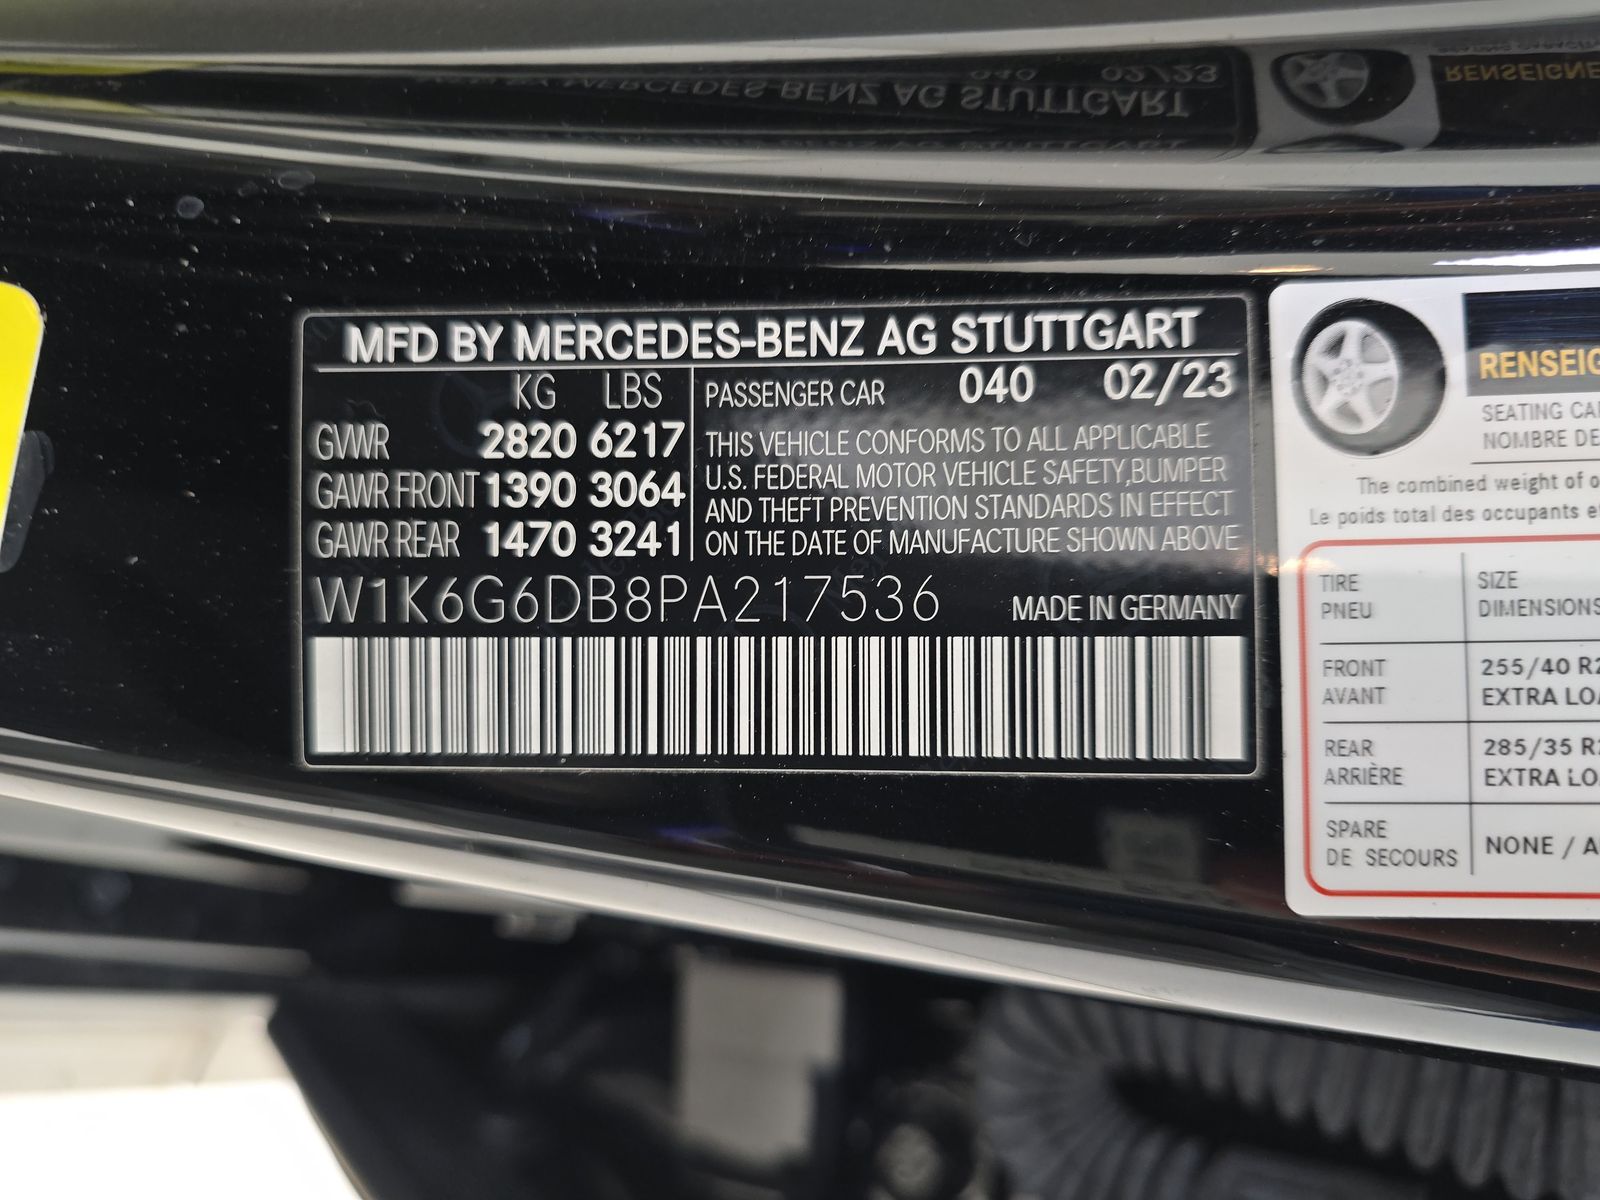 MFD BY MERCEDES-BENZ AG STUTTGART
KG LBS
GVWR 2820 6217
GAWR FRONT 1390 3064
GAWR REAR 1470 3241
PASSENGER CAR 040 02/23
THIS VEHICLE CONFORMS TO ALL APPLICABLE
U.S. FEDERAL MOTOR VEHICLE SAFETY,BUMPER
AND THEFT PREVENTION STANDARDS IN EFFECT
ON THE DATE OF MANUFACTURE SHOWN ABOVE
W1K6G6DB8PA217536 MADE IN GERMANY
RENSEIG
SEATING CA
NOMBRE DE
The combined weight of o
Le poids total des occupants e
TIRE SIZE
PNEU DIMENSIONS
FRONT 255/40 R2
AVANT EXTRA LOA
REAR 285/35 R2
ARRIÈRE EXTRA LOA
SPARE NONE / A
DE SECOURS